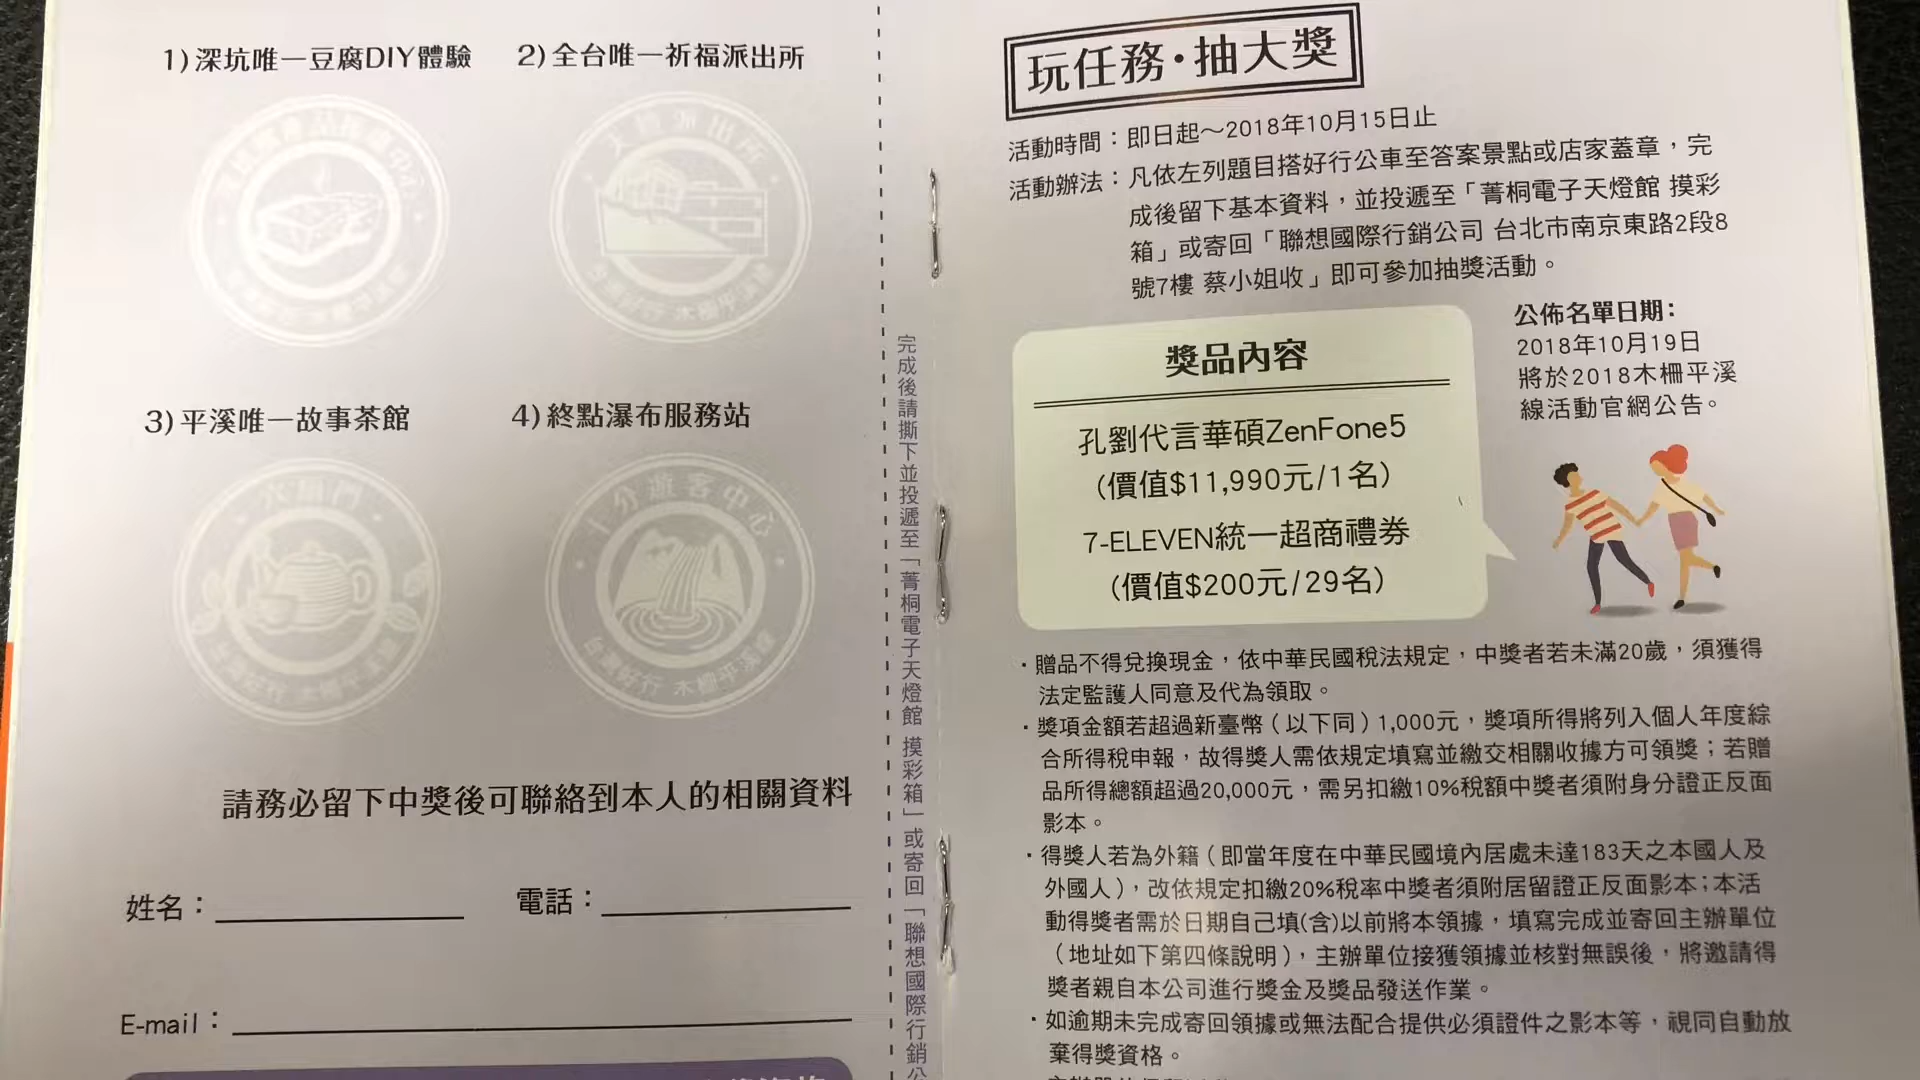 1)深坑唯一豆腐DIY體驗
2)全台唯一祈福派出所
十分派出所
3)平溪唯一故事茶館
4)終點瀑布服務站
十分遊客中心
台灣好行 木柵平溪線
請務必留下中獎後可聯絡到本人的相關資料
姓名：
電話：
E-mail：
完成後請撕下並投遞至「菁桐電子天燈館 摸彩箱」或寄回「聯想國際行銷公
玩任務·抽大獎
活動時間：即日起～2018年10月15日止
活動辦法：凡依左列題目搭好行公車至答案景點或店家蓋章，完
成後留下基本資料，並投遞至「菁桐電子天燈館 摸彩
箱」或寄回「聯想國際行銷公司 台北市南京東路2段8
號7樓 蔡小姐收」即可參加抽獎活動。
獎品內容
孔劉代言華碩ZenFone5
(價值$11,990元/1名)
7-ELEVEN統一超商禮券
(價值$200元/29名)
公佈名單日期：
2018年10月19日
將於2018木柵平溪
線活動官網公告。
·贈品不得兌換現金，依中華民國稅法規定，中獎者若未滿20歲，須獲得
法定監護人同意及代為領取。
·獎項金額若超過新臺幣（以下同）1,000元，獎項所得將列入個人年度綜
合所得稅申報，故得獎人需依規定填寫並繳交相關收據方可領獎；若贈
品所得總額超過20,000元，需另扣繳10%稅額中獎者須附身分證正反面
影本。
·得獎人若為外籍（即當年度在中華民國境內居處未達183天之本國人及
外國人），改依規定扣繳20%稅率中獎者須附居留證正反面影本；本活
動得獎者需於日期自己填(含)以前將本領據，填寫完成並寄回主辦單位
（地址如下第四條說明），主辦單位接獲領據並核對無誤後，將邀請得
獎者親自本公司進行獎金及獎品發送作業。
·如逾期未完成寄回領據或無法配合提供必須證件之影本等，視同自動放
棄得獎資格。